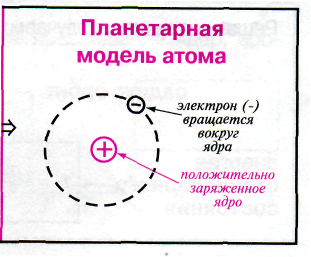 Планетарная
модель атома
электрон (-)
вращается
вокруг
ядра
положительно
заряженное
ядро